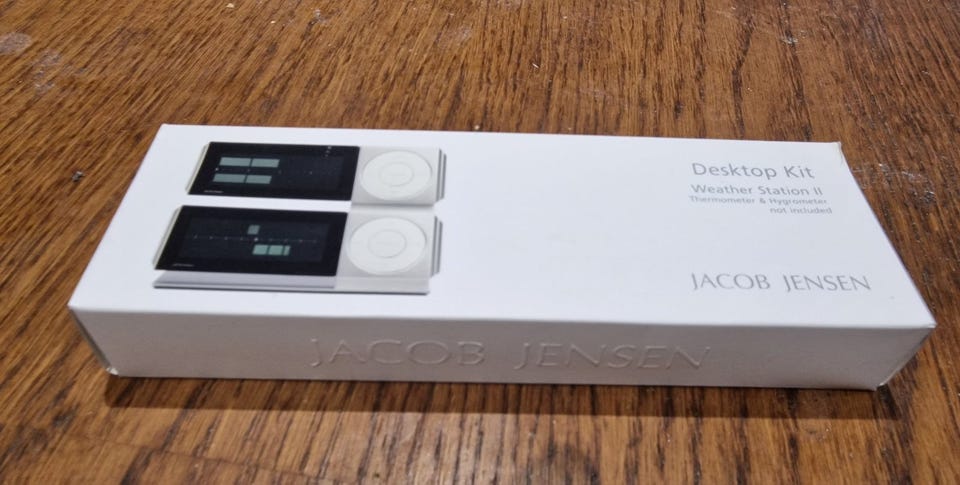 Desktop Kit
Weather Station II
Thermometer & Hygrometer
not included
JACOB JENSEN
JACOB JENSEN